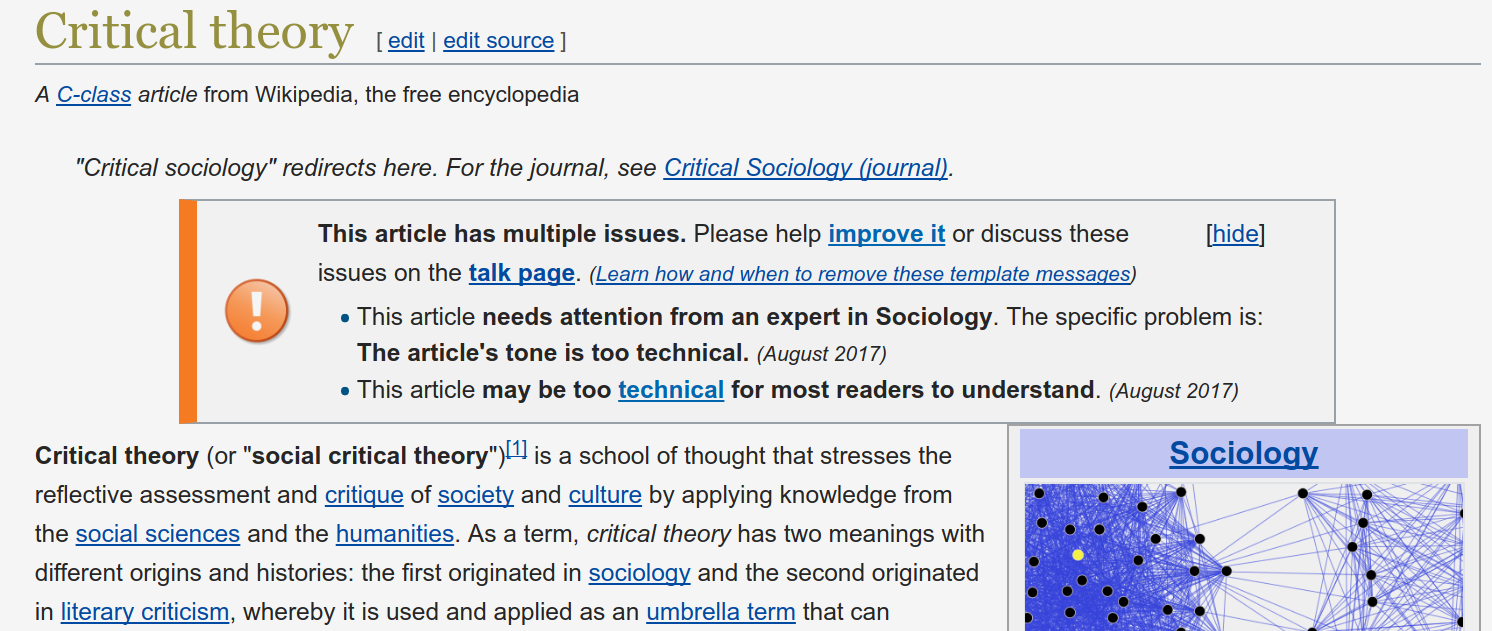 Critical theory [ edit | edit source ]
A C-class article from Wikipedia, the free encyclopedia
"Critical sociology" redirects here. For the journal, see Critical Sociology (journal).
This article has multiple issues. Please help improve it or discuss these [hide]
issues on the talk page. (Learn how and when to remove these template messages)
• This article needs attention from an expert in Sociology. The specific problem is:
The article's tone is too technical. (August 2017)
• This article may be too technical for most readers to understand. (August 2017)
Critical theory (or "social critical theory")[1] is a school of thought that stresses the
reflective assessment and critique of society and culture by applying knowledge from
the social sciences and the humanities. As a term, critical theory has two meanings with
different origins and histories: the first originated in sociology and the second originated
in literary criticism, whereby it is used and applied as an umbrella term that can
Sociology